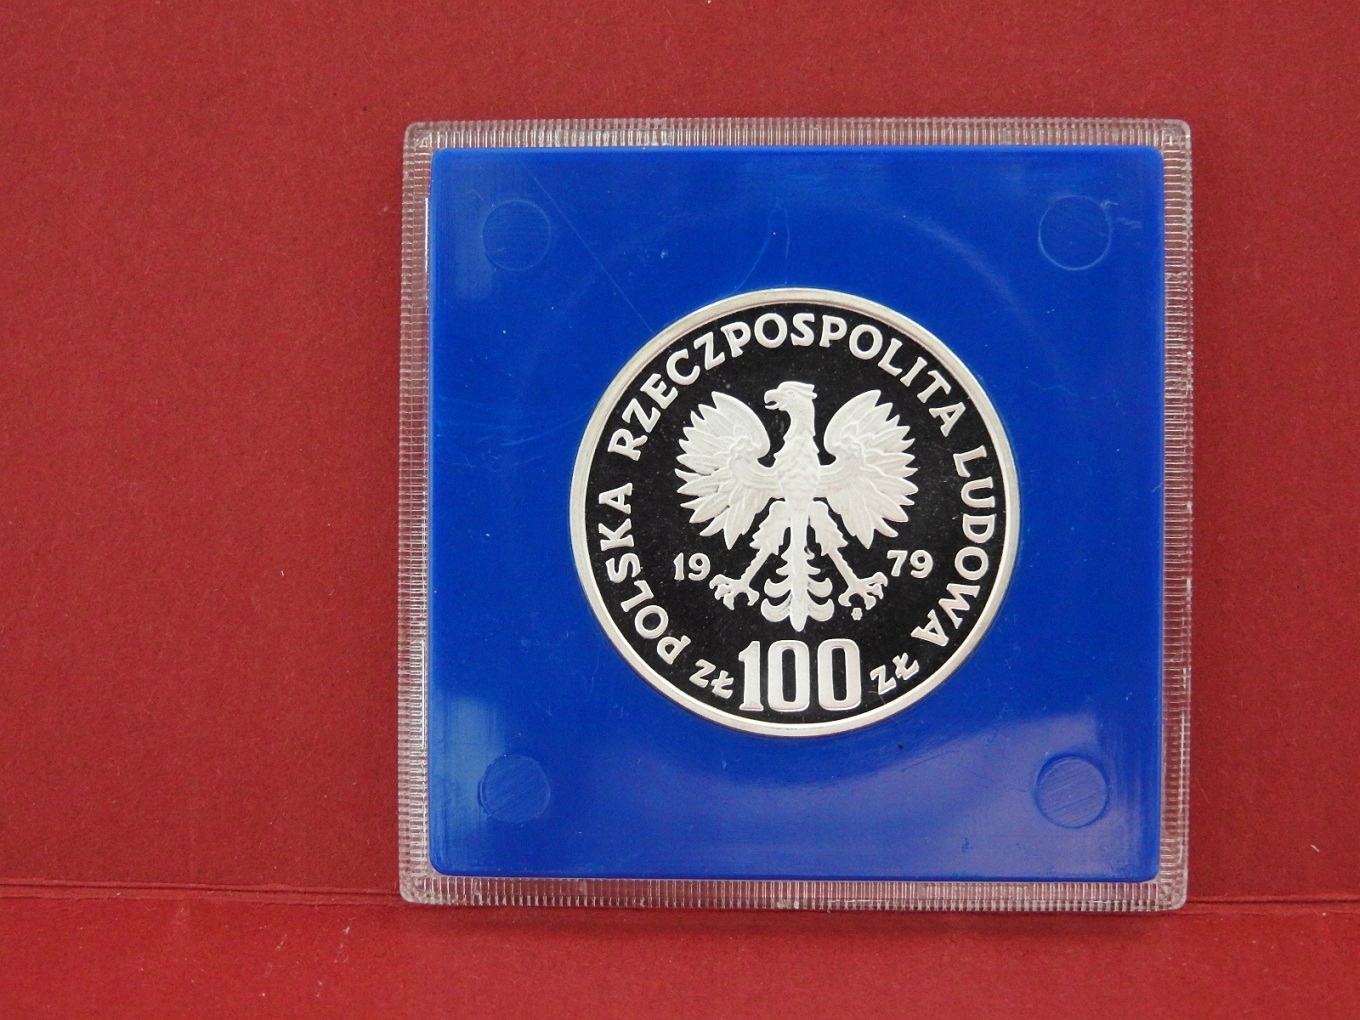 POLSKA RZECZPOSPOLITA LUDOWA
19 79
ZŁ 100 ZŁ